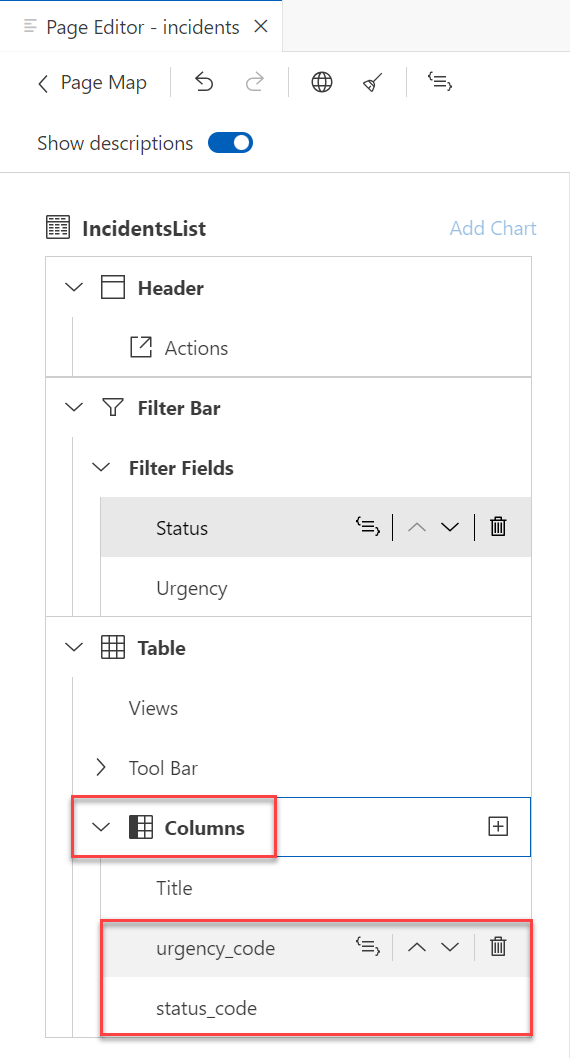 Page Editor - incidents
Page Map
Show descriptions
IncidentsList Add Chart
Header
Actions
Filter Bar
Filter Fields
Status
Urgency
Table
Views
Tool Bar
Columns
Title
urgency_code
status_code